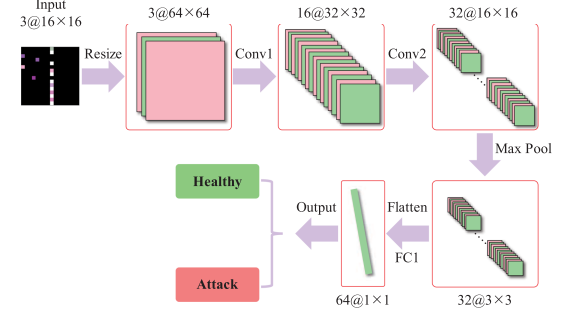 Input
3@16×16
Resize
3@64×64
Conv1
16@32×32
Conv2
32@16×16
Max Pool
32@3×3
Flatten
FC1
64@1×1
Output
Healthy
Attack